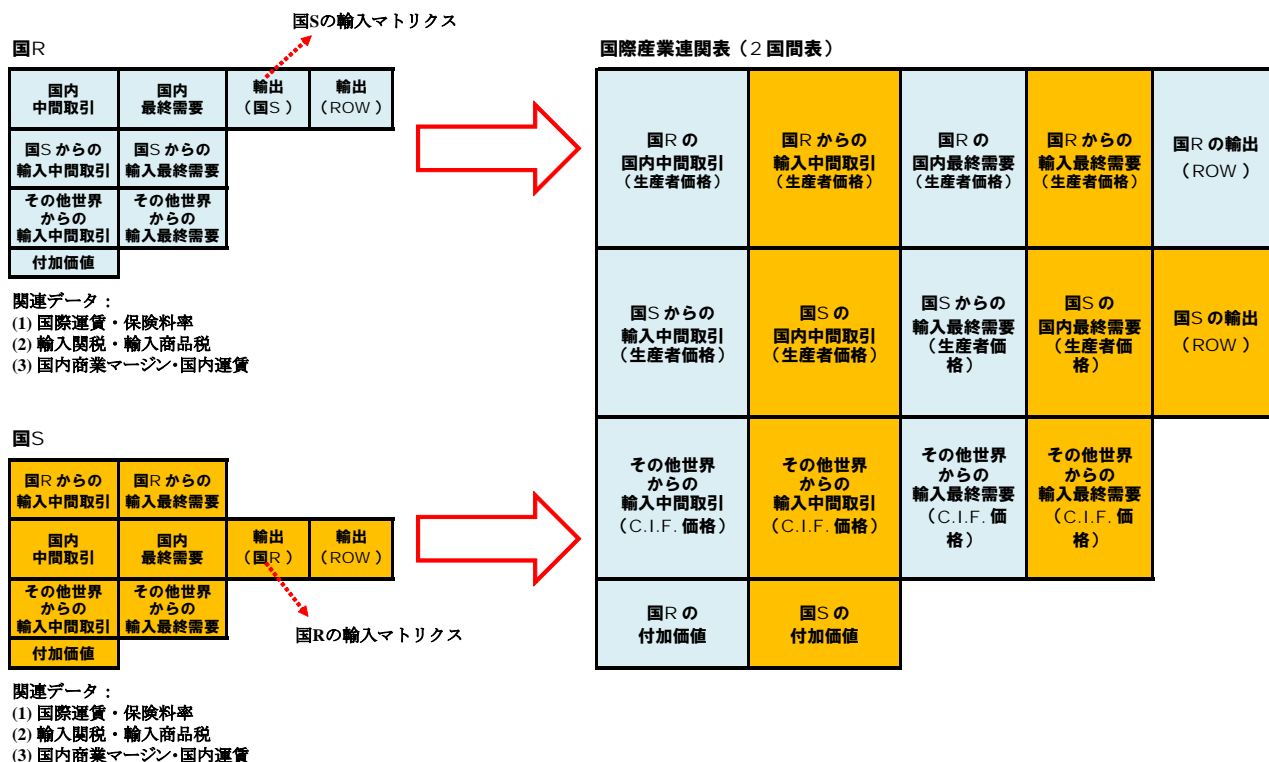 国Sの輸入マトリクス
国R
国内
中間取引
国内
最終需要
輸出
（国S）
輸出
（ROW）
国Sからの
輸入中間取引
国Sからの
輸入最終需要
その他世界
からの
輸入中間取引
その他世界
からの
輸入最終需要
付加価値
関連データ：
(1) 国際運賃・保険料率
(2) 輸入関税・輸入商品税
(3) 国内商業マージン・国内運賃
国S
国Rからの
輸入中間取引
国Rからの
輸入最終需要
国内
中間取引
国内
最終需要
輸出
（国R）
輸出
（ROW）
その他世界
からの
輸入中間取引
その他世界
からの
輸入最終需要
付加価値
国Rの輸入マトリクス
関連データ：
(1) 国際運賃・保険料率
(2) 輸入関税・輸入商品税
(3) 国内商業マージン・国内運賃
国際産業連関表（２国間表）
国Rの
国内中間取引
（生産者価格）
国Rからの
輸入中間取引
（生産者価格）
国Rの
国内最終需要
（生産者価格）
国Rからの
輸入最終需要
（生産者価格）
国Rの輸出
（ROW）
国Sからの
輸入中間取引
（生産者価格）
国Sの
国内中間取引
（生産者価格）
国Sからの
輸入最終需要
（生産者価
格）
国Sの
国内最終需要
（生産者価
格）
国Sの輸出
（ROW）
その他世界
からの
輸入中間取引
（C.I.F.価格）
その他世界
からの
輸入中間取引
（C.I.F.価格）
その他世界
からの
輸入最終需要
（C.I.F.価
格）
その他世界
からの
輸入最終需要
（C.I.F.価
格）
国Rの
付加価値
国Sの
付加価値